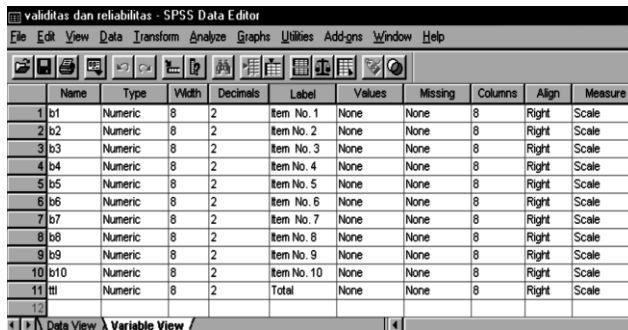 validitas dan reliabilitas - SPSS Data Editor
File Edit View Data Transform Analyze Graphs Utilities Add-ons Window Help
Name Type Width Decimals Label Values Missing Columns Align Measure
1 b1 Numeric 8 2 Item No. 1 None None 8 Right Scale
2 b2 Numeric 8 2 Item No. 2 None None 8 Right Scale
3 b3 Numeric 8 2 Item No. 3 None None 8 Right Scale
4 b4 Numeric 8 2 Item No. 4 None None 8 Right Scale
5 b5 Numeric 8 2 Item No. 5 None None 8 Right Scale
6 b6 Numeric 8 2 Item No. 6 None None 8 Right Scale
7 b7 Numeric 8 2 Item No. 7 None None 8 Right Scale
8 b8 Numeric 8 2 Item No. 8 None None 8 Right Scale
9 b9 Numeric 8 2 Item No. 9 None None 8 Right Scale
10 b10 Numeric 8 2 Item No. 10 None None 8 Right Scale
11 ttl Numeric 8 2 Total None None 8 Right Scale
12
Data View Variable View